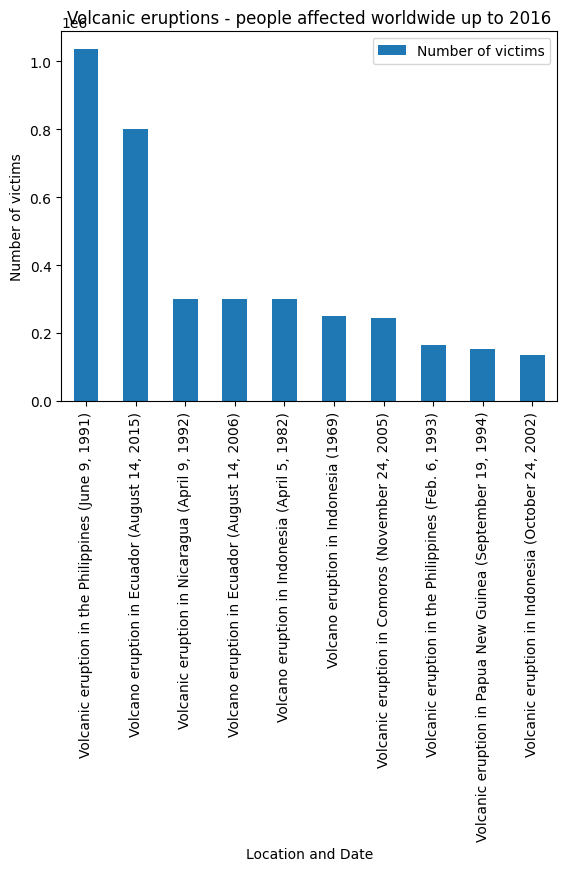 Volcanic eruptions - people affected worldwide up to 2016
1e6
Number of victims
1.0
0.8
0.6
0.4
0.2
0.0
Number of victims
Volcanic eruption in the Philippines (June 9, 1991)
Volcano eruption in Ecuador (August 14, 2015)
Volcanic eruption in Nicaragua (April 9, 1992)
Volcano eruption in Ecuador (August 14, 2006)
Volcano eruption in Indonesia (April 5, 1982)
Volcano eruption in Indonesia (1969)
Volcanic eruption in Comoros (November 24, 2005)
Volcanic eruption in the Philippines (Feb. 6, 1993)
Volcanic eruption in Papua New Guinea (September 19, 1994)
Volcanic eruption in Indonesia (October 24, 2002)
Location and Date